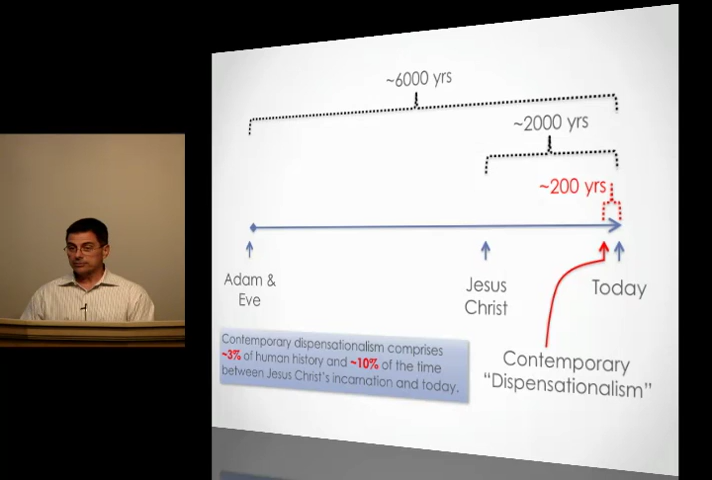 ~6000 yrs
~2000 yrs
~200 yrs
Adam &
Eve
Jesus
Christ
Today
Contemporary dispensationalism comprises
~3% of human history and ~10% of the time
between Jesus Christ's incarnation and today.
Contemporary
"Dispensationalism"